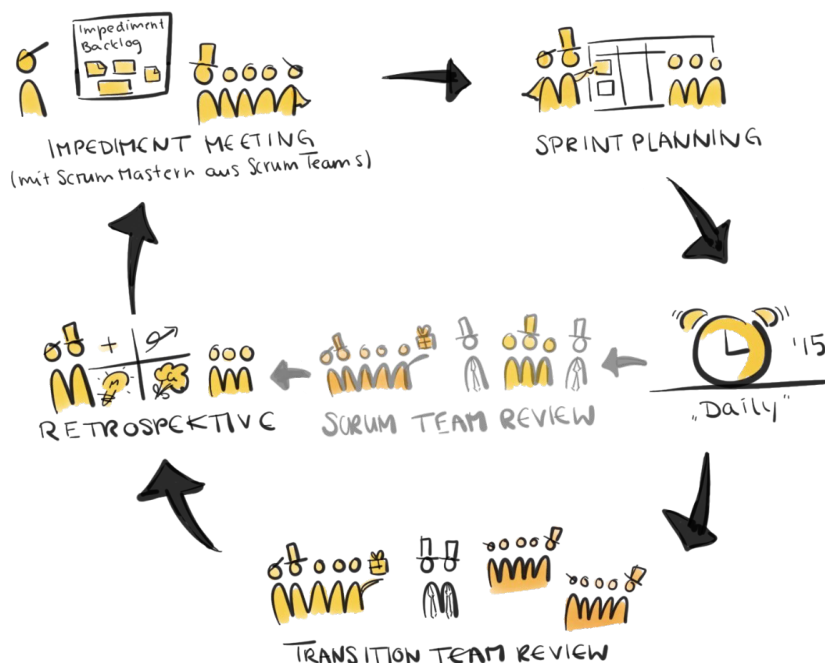 Impediment
Backlog
IMPEDIMENT MEETING
(mit Scrum Mastern aus Scrum Teams)
SPRINT PLANNING
'15
„Daily"
SCRUM TEAM REVIEW
RETROSPEKTIVE
TRANSITION TEAM REVIEW